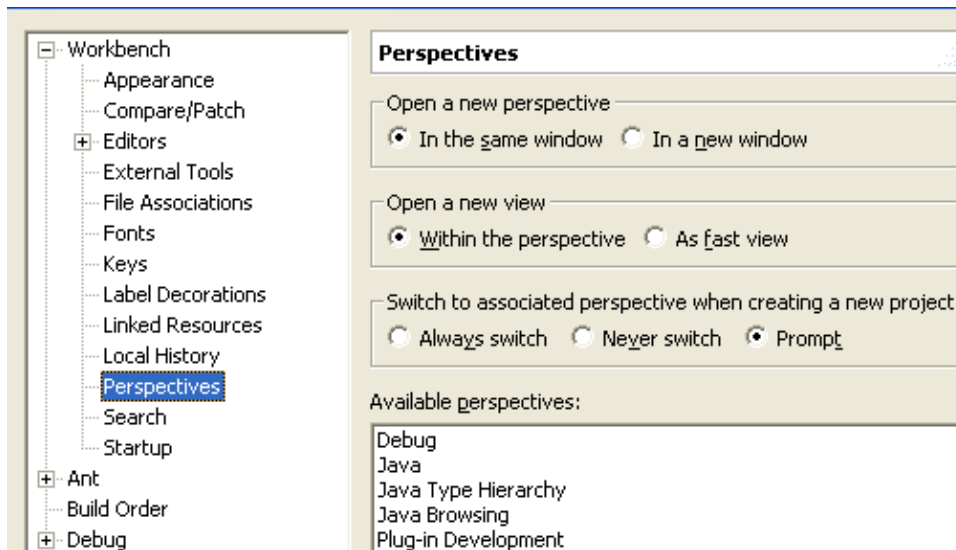 Workbench
Appearance
Compare/Patch
Editors
External Tools
File Associations
Fonts
Keys
Label Decorations
Linked Resources
Local History
Perspectives
Search
Startup
Ant
Build Order
Debug
Perspectives
Open a new perspective
In the same window In a new window
Open a new view
Within the perspective As fast view
Switch to associated perspective when creating a new project
Always switch Never switch Prompt
Available perspectives:
Debug
Java
Java Type Hierarchy
Java Browsing
Plug-in Development